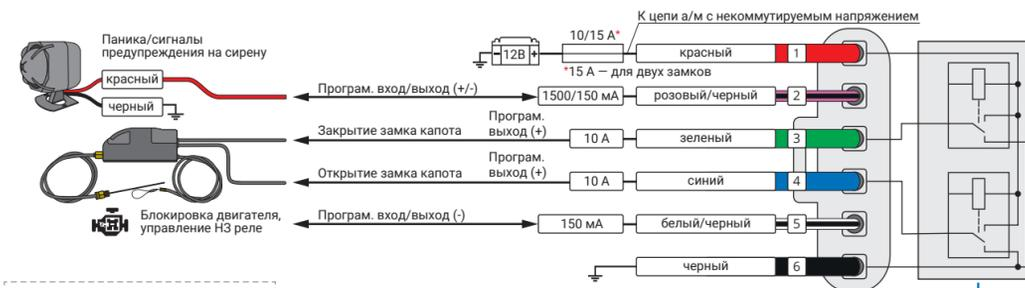 К цепи а/м с некоммутируемым напряжением
10/15 А*
- 12В +
красный
1
*15 А — для двух замков
Паника/сигналы
предупреждения на сирену
красный
черный
Програм. вход/выход (+/-)
1500/150 мА
розовый/черный
2
Закрытие замка капота
Програм.
выход (+)
10 А
зеленый
3
Открытие замка капота
Програм.
выход (+)
10 А
синий
4
Блокировка двигателя,
управление НЗ реле
Програм. вход/выход (-)
150 мА
белый/черный
5
черный
6